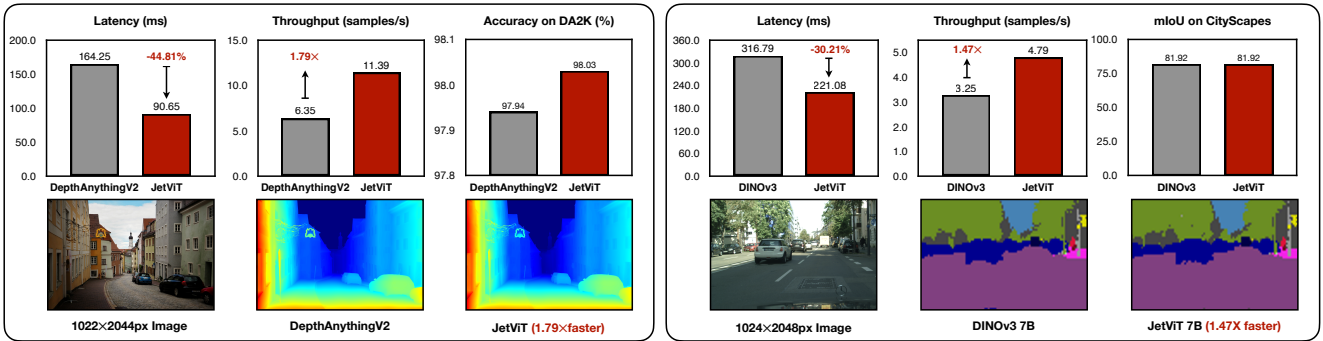 Latency (ms)
200.0
150.0
100.0
50.0
0.0
164.25
-44.81%
90.65
DepthAnythingV2 JetViT
Throughput (samples/s)
15.0
10.0
5.0
0.0
1.79×
6.35
11.39
DepthAnythingV2 JetViT
Accuracy on DA2K (%)
98.1
98.0
97.9
97.8
97.94
98.03
DepthAnythingV2 JetViT
1022×2044px Image
DepthAnythingV2
JetViT (1.79×faster)
Latency (ms)
360.0
300.0
240.0
180.0
120.0
60.0
0.0
316.79
-30.21%
221.08
DINOv3 JetViT
Throughput (samples/s)
5.0
4.0
3.0
2.0
1.0
0.0
1.47×
3.25
4.79
DINOv3 JetViT
mIoU on CityScapes
100.0
75.0
50.0
25.0
0.0
81.92
81.92
DINOv3 JetViT
1024×2048px Image
DINOv3 7B
JetViT 7B (1.47X faster)